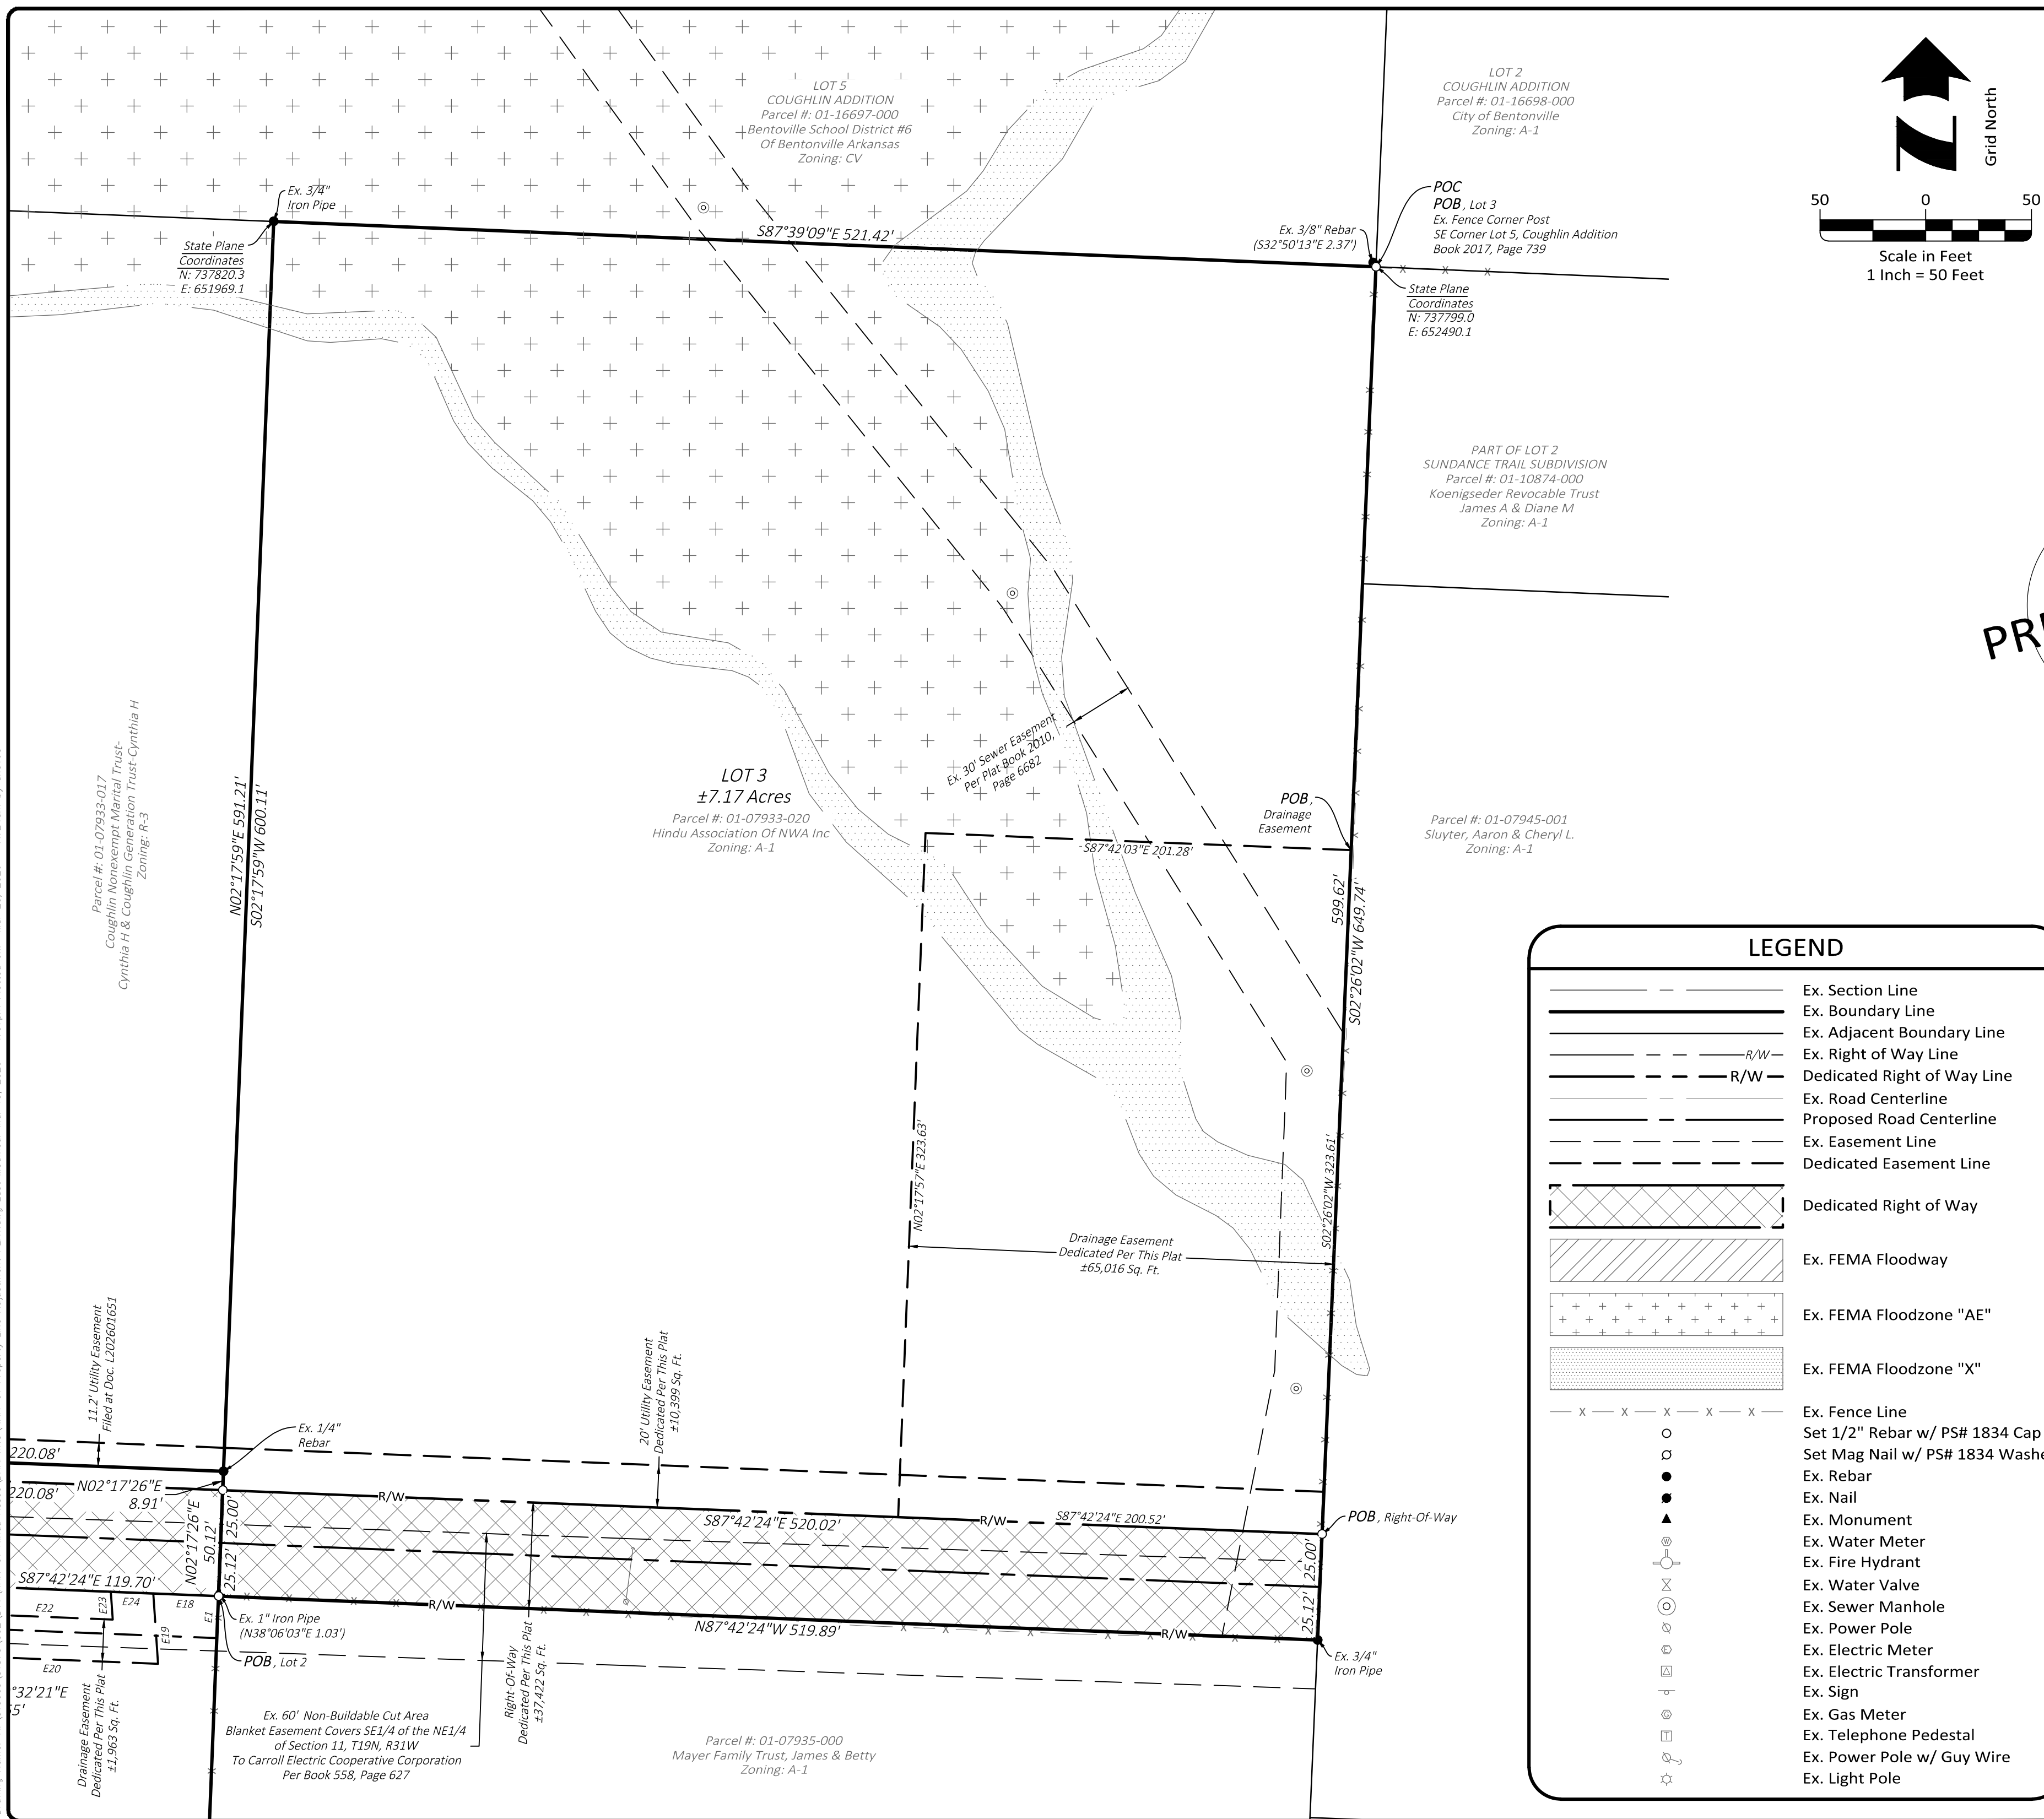 LOT 5
COUGHLIN ADDITION
Parcel #: 01-16697-000
Bentoville School District #6
Of Bentonville Arkansas
Zoning: CV
LOT 2
COUGHLIN ADDITION
Parcel #: 01-16698-000
City of Bentonville
Zoning: A-1
Grid North
50 0 50
Scale in Feet
1 Inch = 50 Feet
Ex. 3/4"
Iron Pipe
State Plane
Coordinates
N: 737820.3
E: 651969.1
S87°39'09"E 521.42'
Ex. 3/8" Rebar
(S32°50'13"E 2.37')
POC
POB, Lot 3
Ex. Fence Corner Post
SE Corner Lot 5, Coughlin Addition
Book 2017, Page 739
State Plane
Coordinates
N: 737799.0
E: 652490.1
PART OF LOT 2
SUNDANCE TRAIL SUBDIVISION
Parcel #: 01-10874-000
Koenigseder Revocable Trust
James A & Diane M
Zoning: A-1
Parcel #: 01-07933-017
Coughlin Nonexempt Marital Trust-
Cynthia H & Coughlin Generation Trust-Cynthia H
Zoning: R-3
N02°17'59"E 591.21'
S02°17'59"W 600.11'
LOT 3
±7.17 Acres
Parcel #: 01-07933-020
Hindu Association Of NWA Inc
Zoning: A-1
Ex. 30' Sewer Easement
Per Plat Book 2010,
Page 6682
POB,
Drainage
Easement
S87°42'03"E 201.28'
Parcel #: 01-07945-001
Sluyter, Aaron & Cheryl L.
Zoning: A-1
599.62'
S02°26'02"W 649.74'
N02°17'57"E 323.63'
S02°26'02"W 323.61'
Drainage Easement
Dedicated Per This Plat
±65,016 Sq. Ft.
11.2' Utility Easement
Filed at Doc. L202601651
20' Utility Easement
Dedicated Per This Plat
±10,399 Sq. Ft.
Ex. 1/4"
Rebar
220.08'
220.08'
N02°17'26"E
8.91'
N02°17'26"E
50.12'
25.00'
25.12'
R/W
S87°42'24"E 520.02'
R/W
S87°42'24"E 200.52'
POB, Right-Of-Way
25.00'
25.12'
S87°42'24"E 119.70'
E22
E23
E24
E18
E1
E19
E20
°32'21"E
5'
Ex. 1" Iron Pipe
(N38°06'03"E 1.03')
POB, Lot 2
R/W
N87°42'24"W 519.89'
R/W
Ex. 3/4"
Iron Pipe
Drainage Easement
Dedicated Per This Plat
±1,963 Sq. Ft.
Ex. 60' Non-Buildable Cut Area
Blanket Easement Covers SE1/4 of the NE1/4
of Section 11, T19N, R31W
To Carroll Electric Cooperative Corporation
Per Book 558, Page 627
Right-Of-Way
Dedicated Per This Plat
±37,422 Sq. Ft.
Parcel #: 01-07935-000
Mayer Family Trust, James & Betty
Zoning: A-1
LEGEND
Ex. Section Line
Ex. Boundary Line
Ex. Adjacent Boundary Line
R/W Ex. Right of Way Line
R/W Dedicated Right of Way Line
Ex. Road Centerline
Proposed Road Centerline
Ex. Easement Line
Dedicated Easement Line
Dedicated Right of Way
Ex. FEMA Floodway
Ex. FEMA Floodzone "AE"
Ex. FEMA Floodzone "X"
Ex. Fence Line
Set 1/2" Rebar w/ PS# 1834 Cap
Set Mag Nail w/ PS# 1834 Washe
Ex. Rebar
Ex. Nail
Ex. Monument
Ex. Water Meter
Ex. Fire Hydrant
Ex. Water Valve
Ex. Sewer Manhole
Ex. Power Pole
Ex. Electric Meter
Ex. Electric Transformer
Ex. Sign
Ex. Gas Meter
Ex. Telephone Pedestal
Ex. Power Pole w/ Guy Wire
Ex. Light Pole